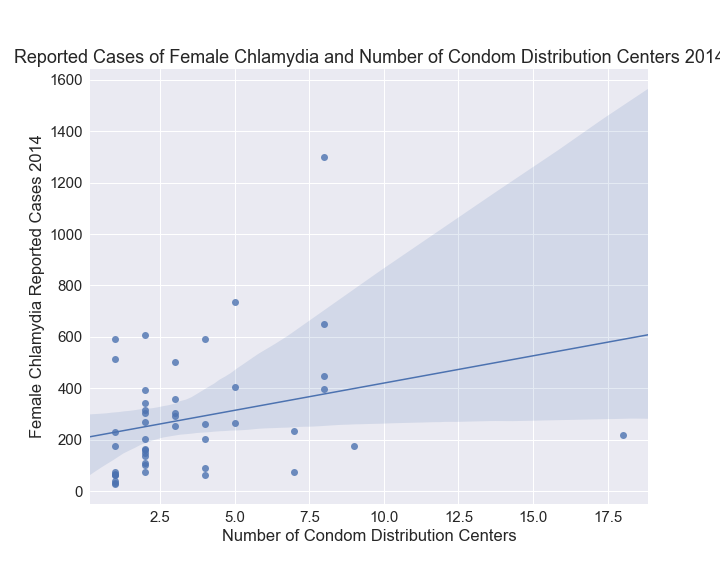 Reported Cases of Female Chlamydia and Number of Condom Distribution Centers 2014
1600
1400
1200
1000
800
600
400
200
0
Female Chlamydia Reported Cases 2014
2.5 5.0 7.5 10.0 12.5 15.0 17.5
Number of Condom Distribution Centers